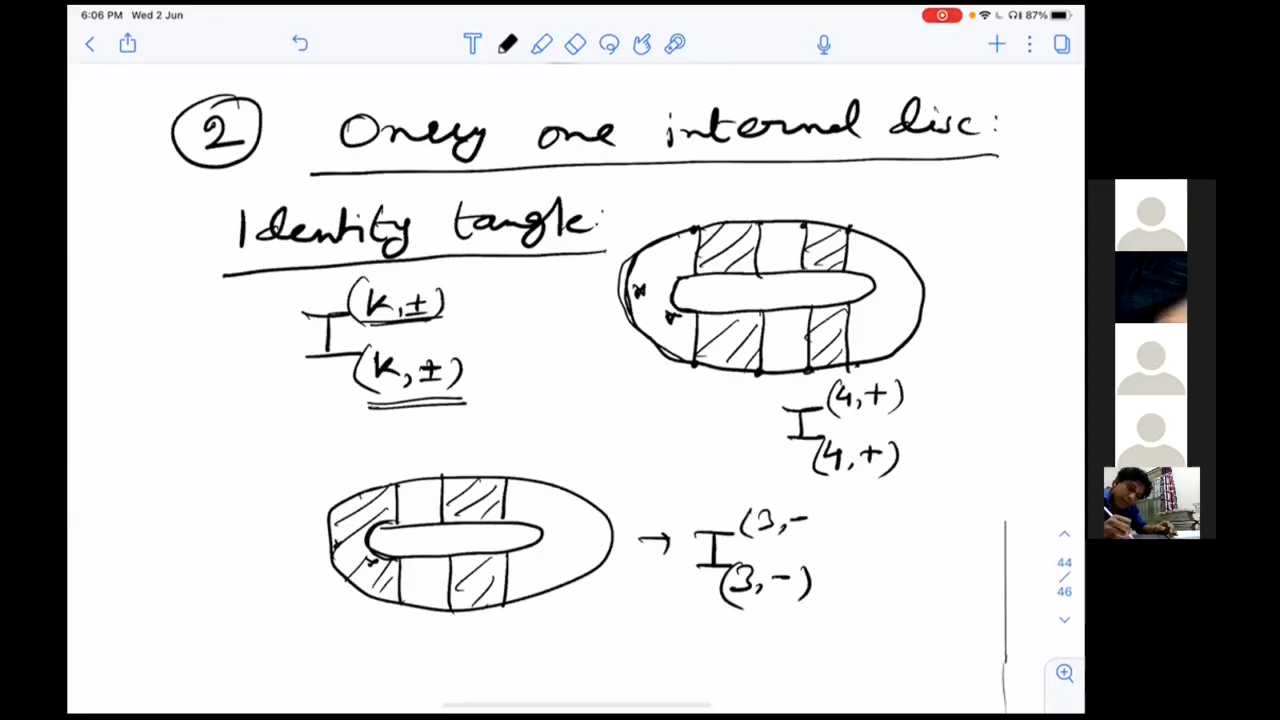 6:06 PM Wed 2 Jun
87%
2 Onely one internal disc:
Identity tangle:
I (k,±) (k,±)
I (4,+) (4,+)
→ I (3,- (3,-)
44
/
46